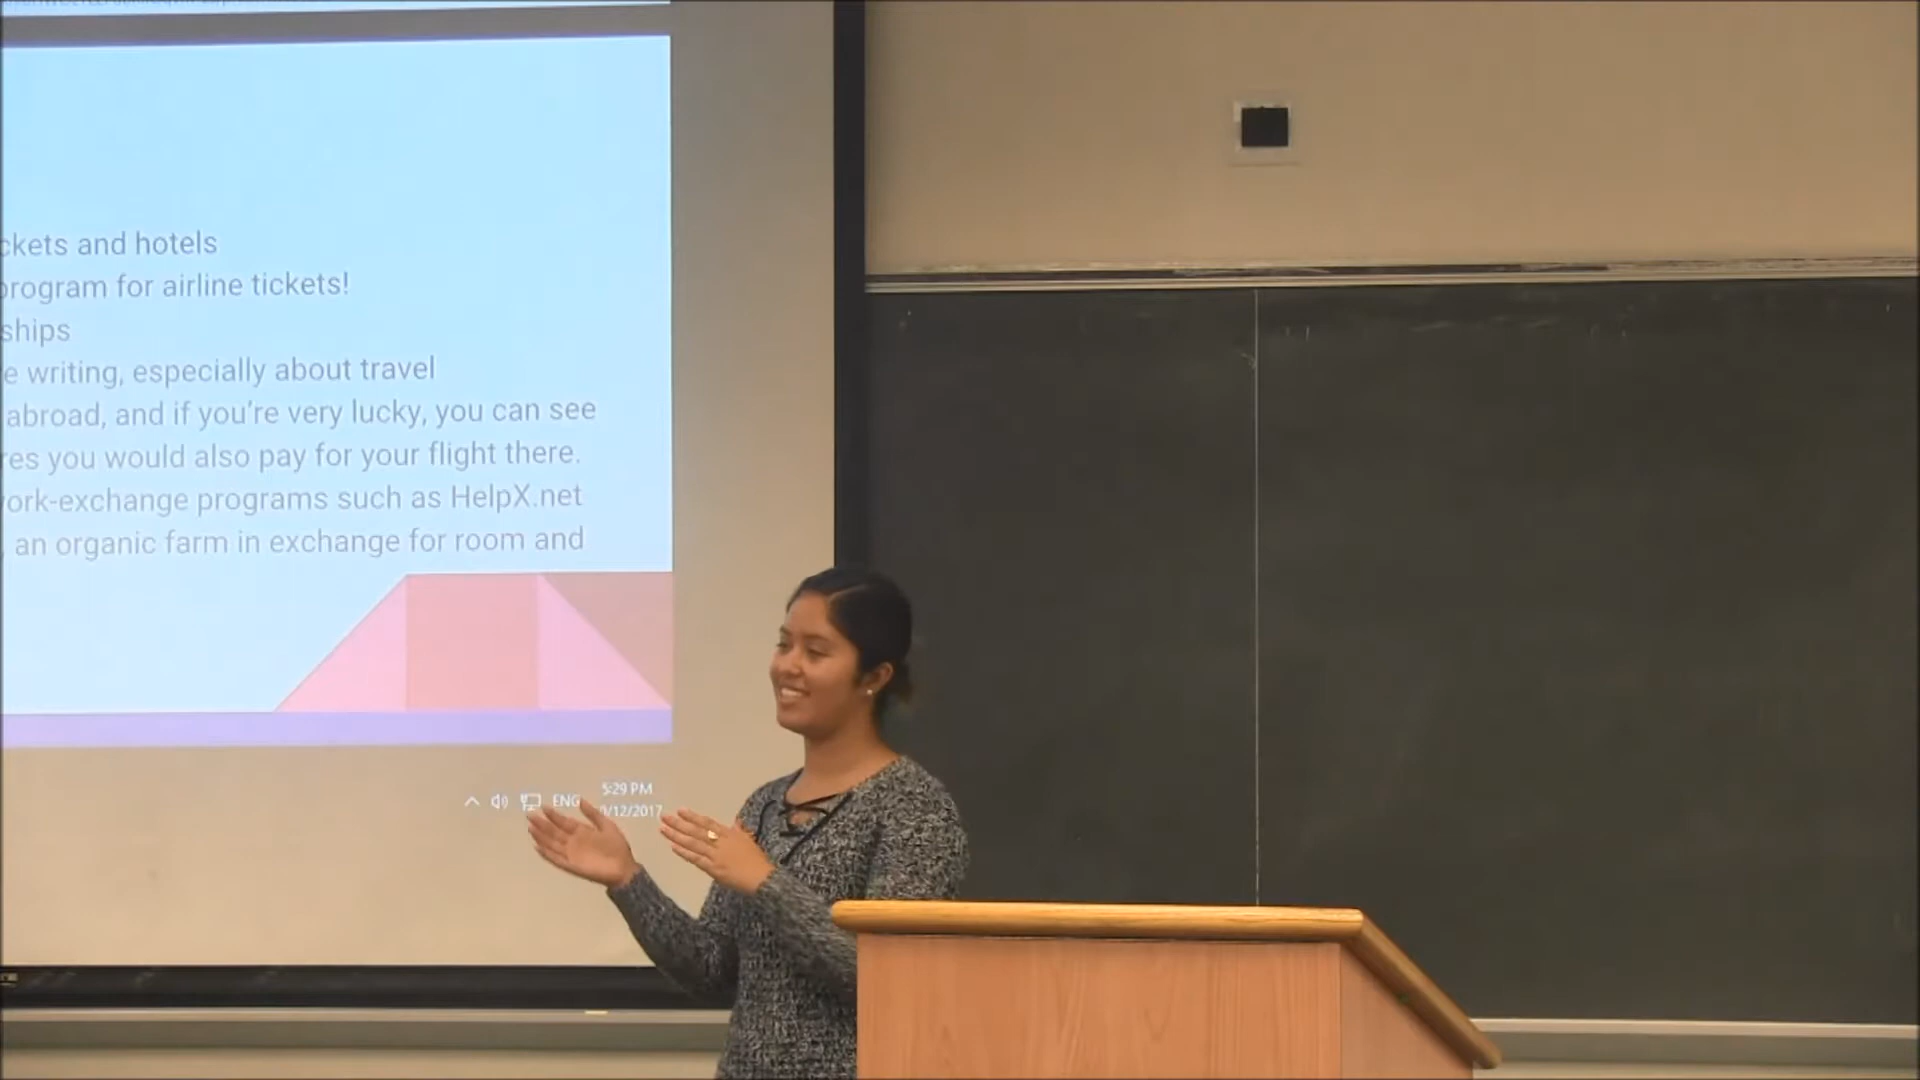 ckets and hotels
program for airline tickets!
ships
e writing, especially about travel
abroad, and if you're very lucky, you can see
res you would also pay for your flight there.
ork-exchange programs such as HelpX.net
, an organic farm in exchange for room and
ENG
5:29 PM
/12/2017